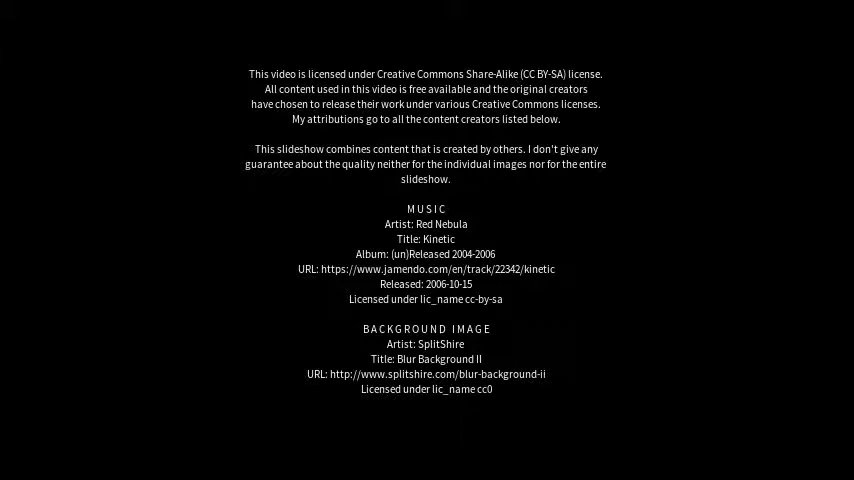 This video is licensed under Creative Commons Share-Alike (CC BY-SA) license.
All content used in this video is free available and the original creators
have chosen to release their work under various Creative Commons licenses.
My attributions go to all the content creators listed below.
This slideshow combines content that is created by others. I don't give any
guarantee about the quality neither for the individual images nor for the entire
slideshow.
MUSIC
Artist: Red Nebula
Title: Kinetic
Album: (un)Released 2004-2006
URL: https://www.jamendo.com/en/track/22342/kinetic
Released: 2006-10-15
Licensed under lic_name cc-by-sa
BACKGROUND IMAGE
Artist: SplitShire
Title: Blur Background II
URL: http://www.splitshire.com/blur-background-ii
Licensed under lic_name cc0